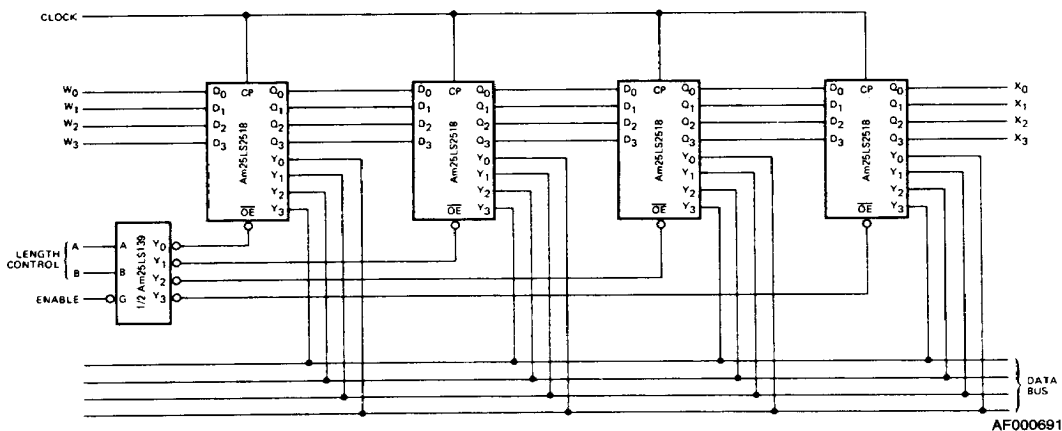 CLOCK
W0
W1
W2
W3
D0 CP Q0
D1 Q1
D2 Q2
D3 Q3
Y0
Y1
Y2
Y3
OE
Am25LS2518
D0 CP Q0
D1 Q1
D2 Q2
D3 Q3
Y0
Y1
Y2
Y3
OE
Am25LS2518
D0 CP Q0
D1 Q1
D2 Q2
D3 Q3
Y0
Y1
Y2
Y3
OE
Am25LS2518
D0 CP Q0
D1 Q1
D2 Q2
D3 Q3
Y0
Y1
Y2
Y3
OE
Am25LS2518
X0
X1
X2
X3
LENGTH
CONTROL
A
B
ENABLE
A Y0
B Y1
Y2
G Y3
1/2 Am25LS139
DATA
BUS
AF000691